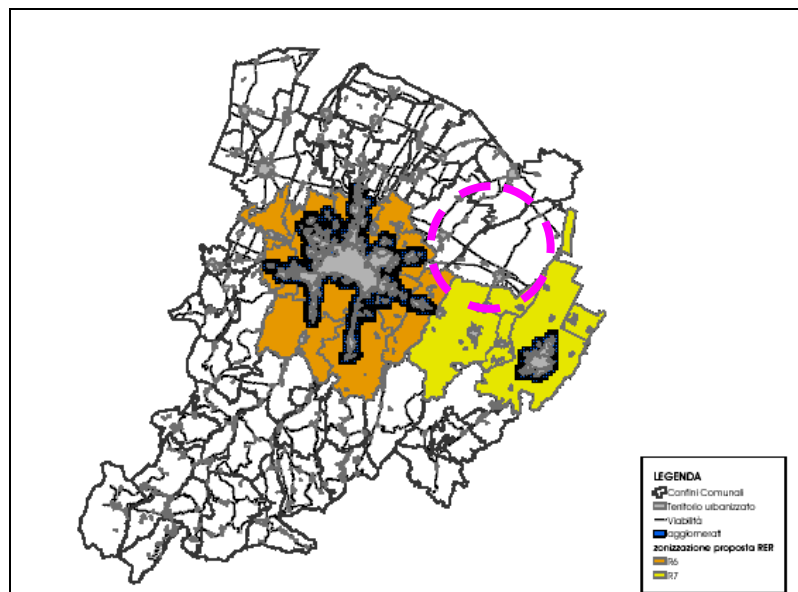 LEGENDA
Confini Comunali
Territorio urbanizzato
Viabilità
agglomerati
zonizzazione proposta RER
R6
R7